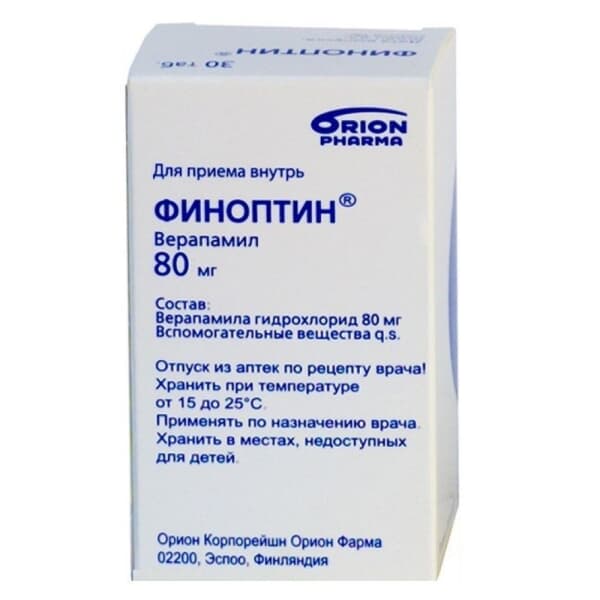 30 таб. ФИНОПТИН®
ORION
PHARMA
Для приема внутрь
ФИНОПТИН®
Верапамил
80 мг
Состав:
Верапамила гидрохлорид 80 мг
Вспомогательные вещества q.s.
Отпуск из аптек по рецепту врача!
Хранить при температуре
от 15 до 25°С.
Применять по назначению врача.
Хранить в местах, недоступных
для детей.
Орион Корпорейшн Орион Фарма
02200, Эспоо, Финляндия